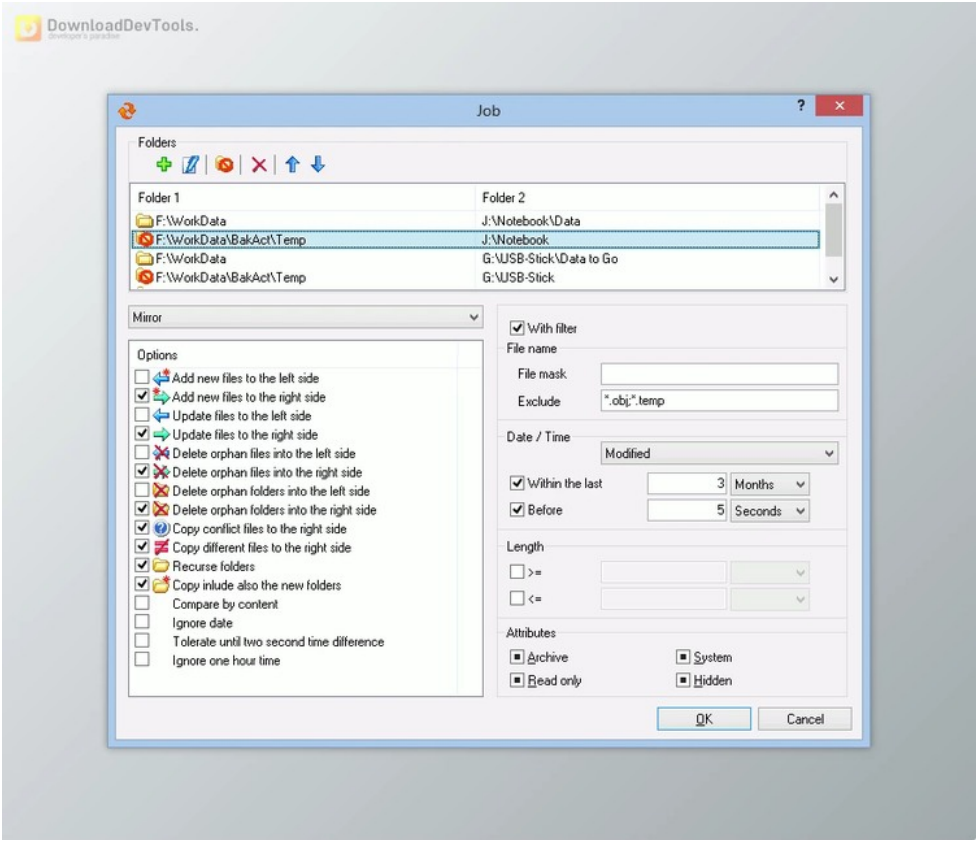 DownloadDevTools.
developer's paradise
Job
?
Folders
Folder 1 Folder 2
F:\WorkData J:\Notebook\Data
F:\WorkData\BakAct\Temp J:\Notebook
F:\WorkData G:\USB-Stick\Data to Go
F:\WorkData\BakAct\Temp G:\USB-Stick
Mirror
Options
Add new files to the left side
Add new files to the right side
Update files to the left side
Update files to the right side
Delete orphan files into the left side
Delete orphan files into the right side
Delete orphan folders into the left side
Delete orphan folders into the right side
Copy conflict files to the right side
Copy different files to the right side
Recurse folders
Copy inlude also the new folders
Compare by content
Ignore date
Tolerate until two second time difference
Ignore one hour time
With filter
File name
File mask
Exclude *.obj;*.temp
Date / Time
Modified
Within the last 3 Months
Before 5 Seconds
Length
>=
<=
Attributes
Archive System
Read only Hidden
OK Cancel